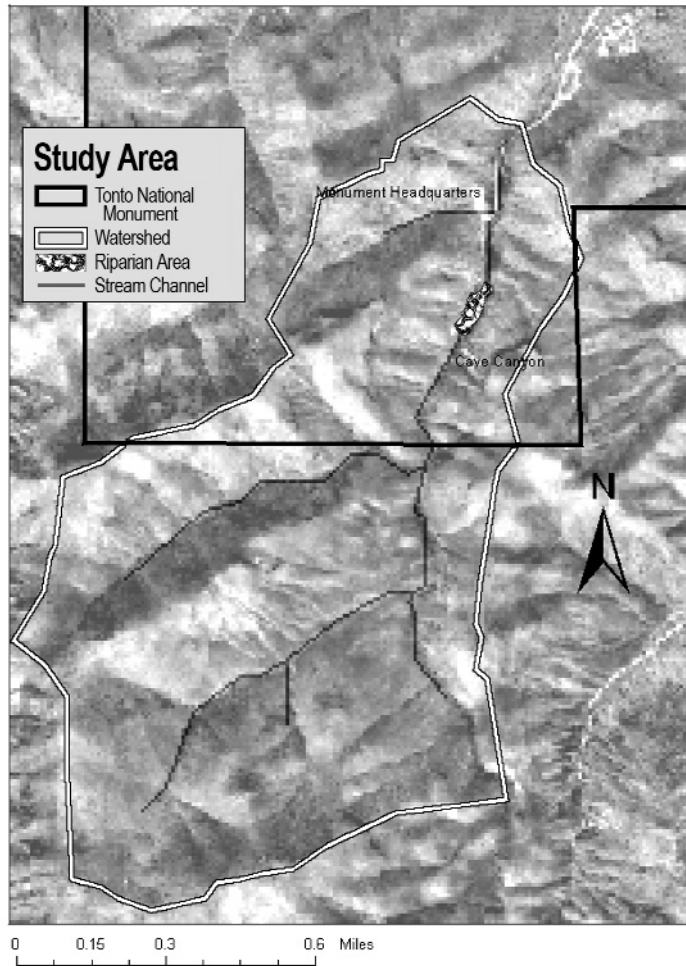 Study Area
Tonto National
Monument
Watershed
Riparian Area
Stream Channel
Monument Headquarters
Cave Canyon
N
0 0.15 0.3 0.6 Miles